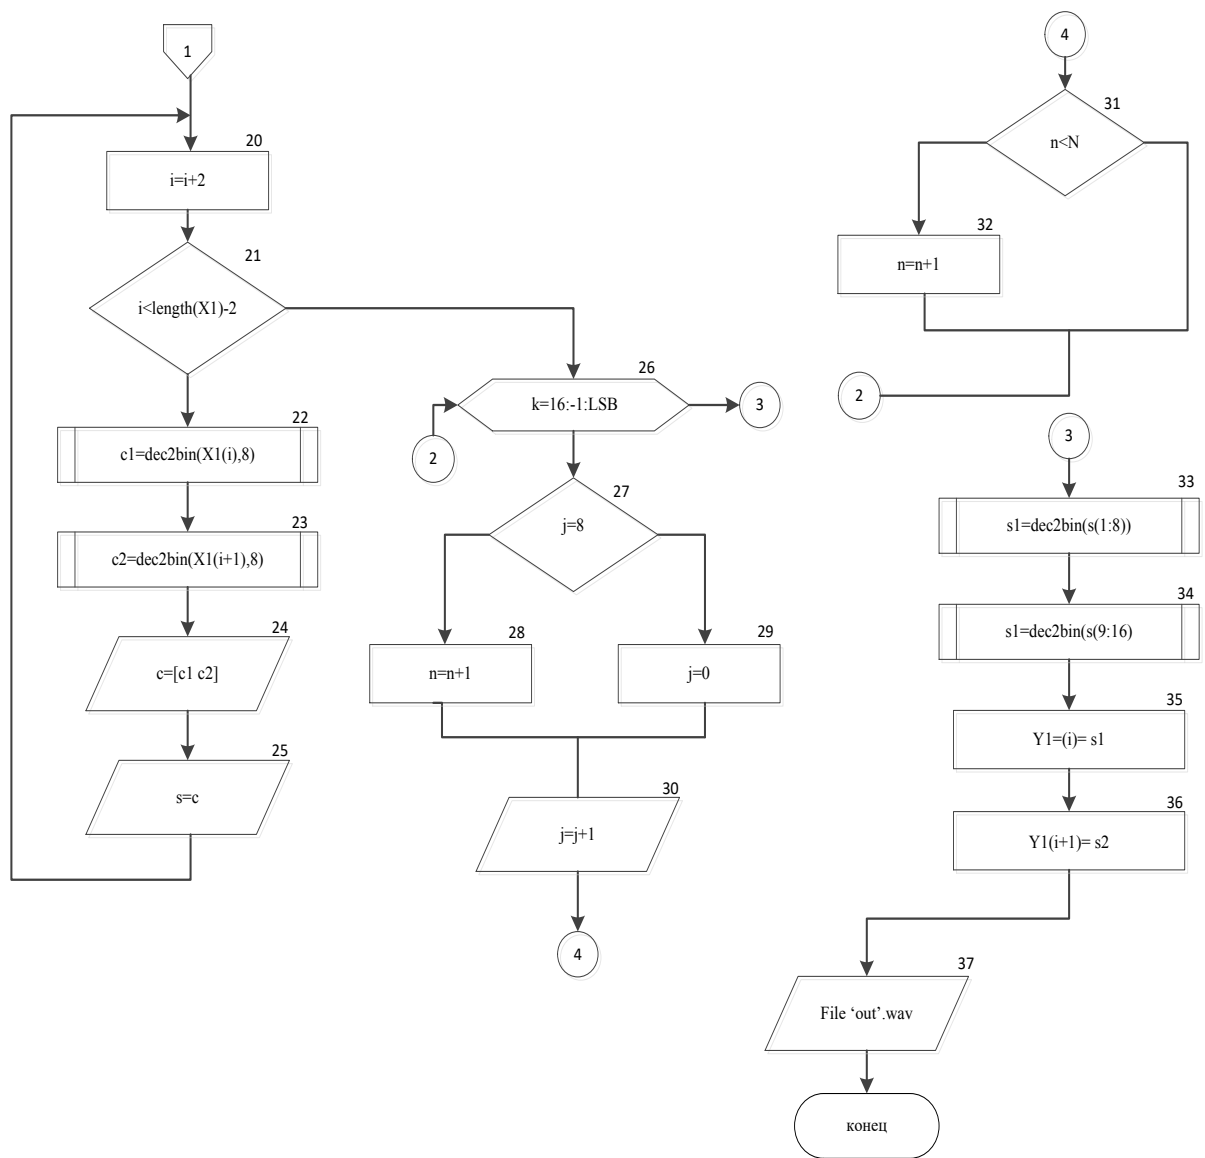 1
20
i=i+2
21
i<length(X1)-2
22
c1=dec2bin(X1(i),8)
23
c2=dec2bin(X1(i+1),8)
24
c=[c1 c2]
25
s=c
26
k=16:-1:LSB
3
2
27
j=8
28
n=n+1
29
j=0
30
j=j+1
4
4
31
n<N
32
n=n+1
2
3
33
s1=dec2bin(s(1:8))
34
s1=dec2bin(s(9:16)
35
Y1=(i)= s1
36
Y1(i+1)= s2
37
File ‘out’.wav
конец